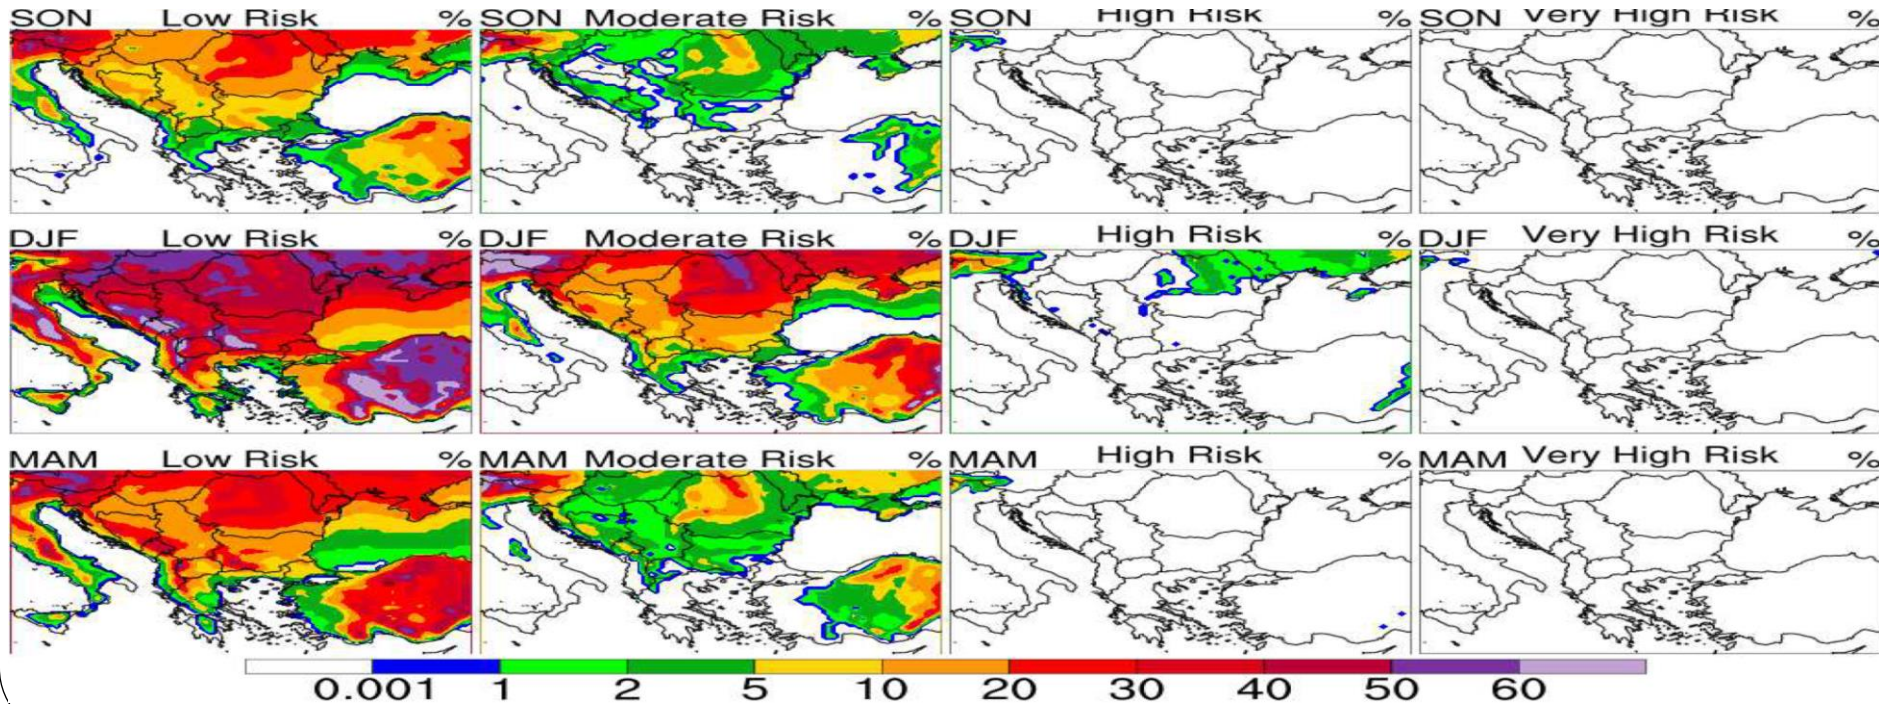 SON Low Risk % SON Moderate Risk % SON High Risk % SON Very High Risk %
DJF Low Risk % DJF Moderate Risk % DJF High Risk % DJF Very High Risk %
MAM Low Risk % MAM Moderate Risk % MAM High Risk % MAM Very High Risk %
0.001 1 2 5 10 20 30 40 50 60